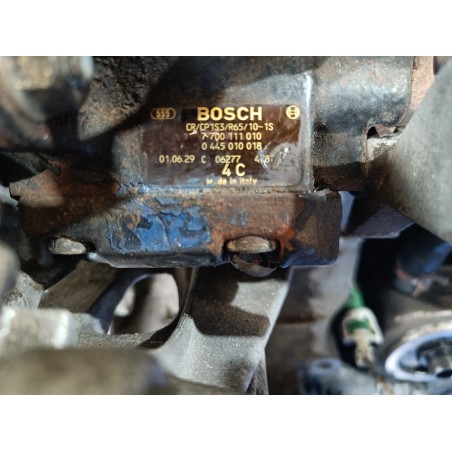 BOSCH
CR/CP1S3/R65/10-1S
7 700 111 010
0 445 010 018
01.06.29 C 06277
4 C
Made in Italy